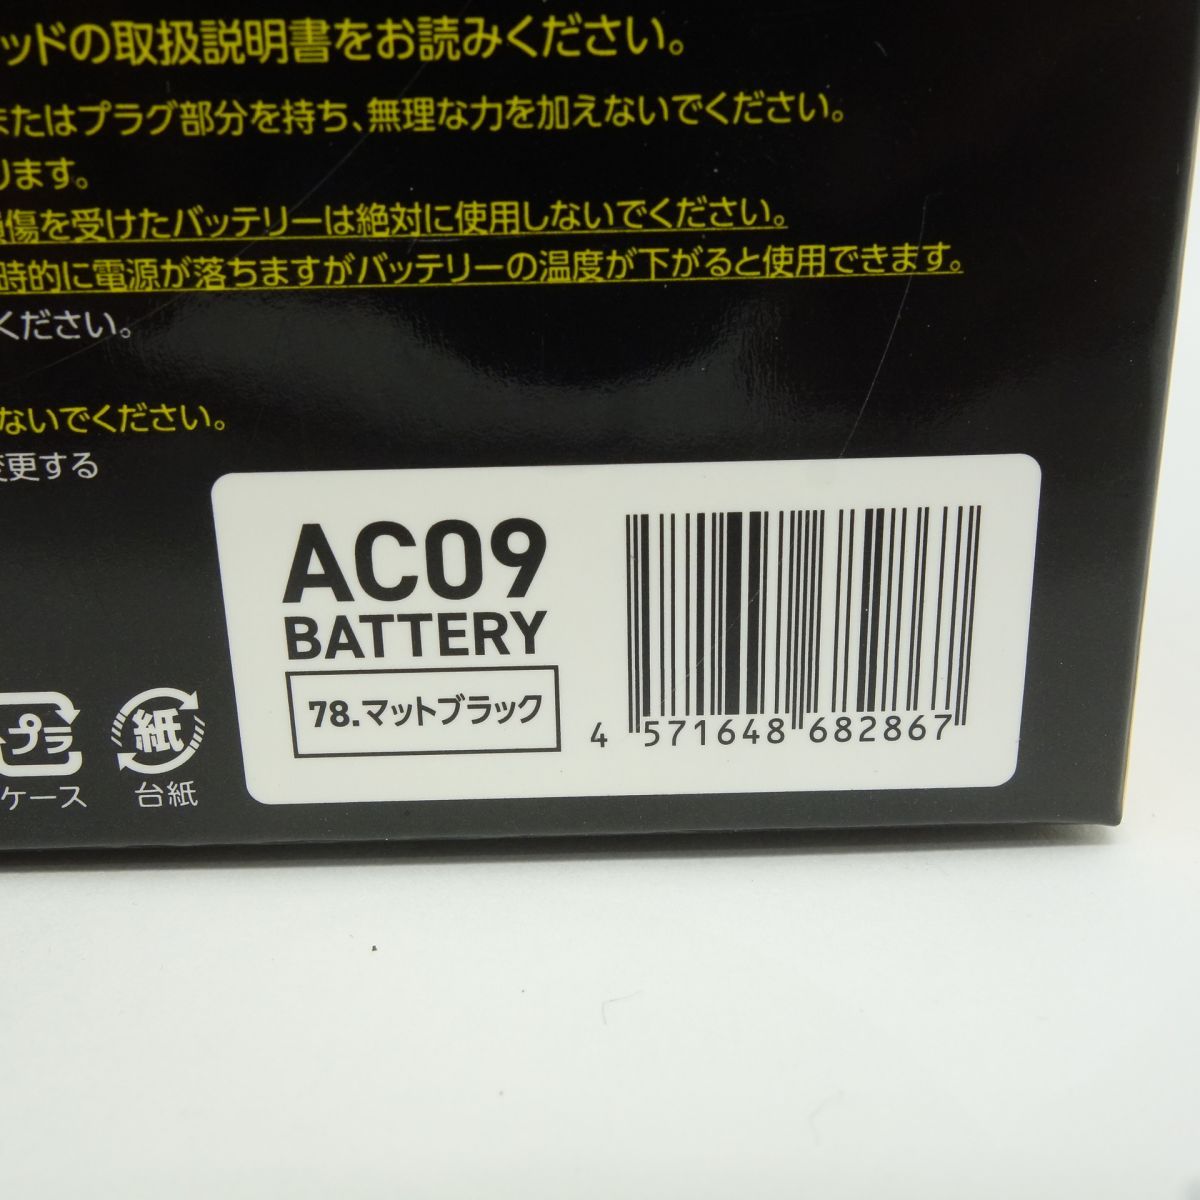 ッドの取扱説明書をお読みください。
またはプラグ部分を持ち、無理な力を加えないでください。
ります。
損傷を受けたバッテリーは絶対に使用しないでください。
時的に電源が落ちますがバッテリーの温度が下がると使用できます。
ください。
ないでください。
変更する
AC09
BATTERY
78.マットブラック
4 571648 682867
プラ
紙
ケース
台紙